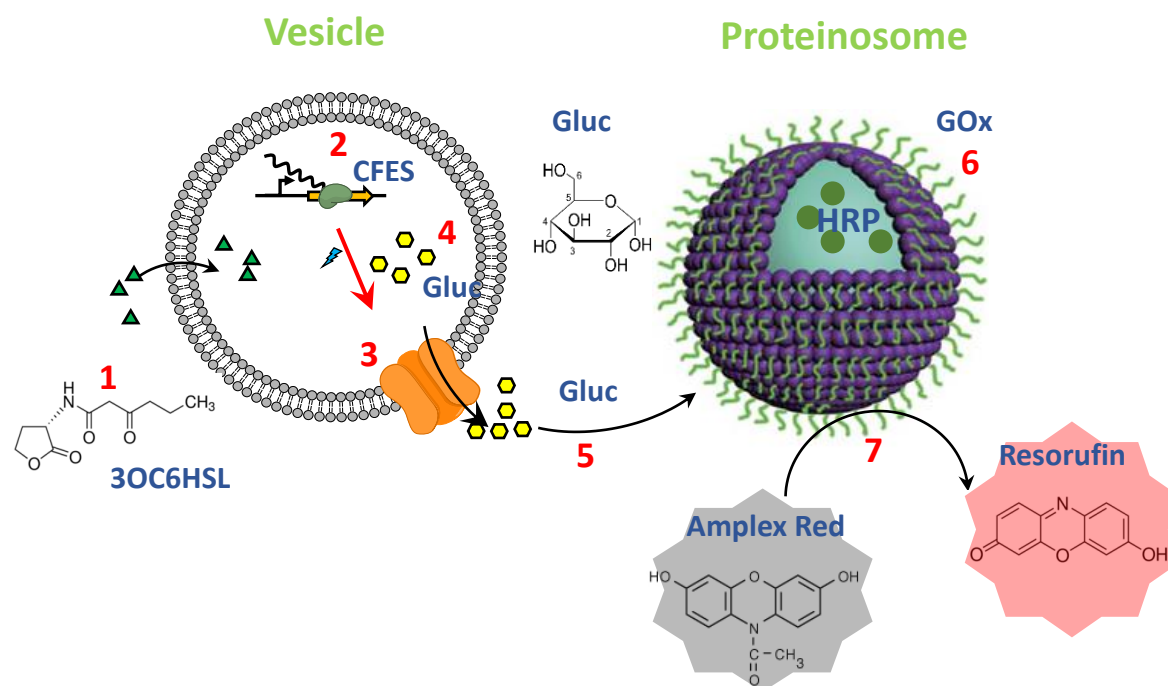 Vesicle
Proteinosome
2
CFES
4
Gluc
3
1
H
N
O
O
CH3
O
O
3OC6HSL
Gluc
HO
6
5
O
4
HO
HO
3
2
OH
1
OH
Gluc
5
GOx
6
HRP
7
Amplex Red
HO
O
OH
N
CH3
O
Resorufin
N
O
O
OH